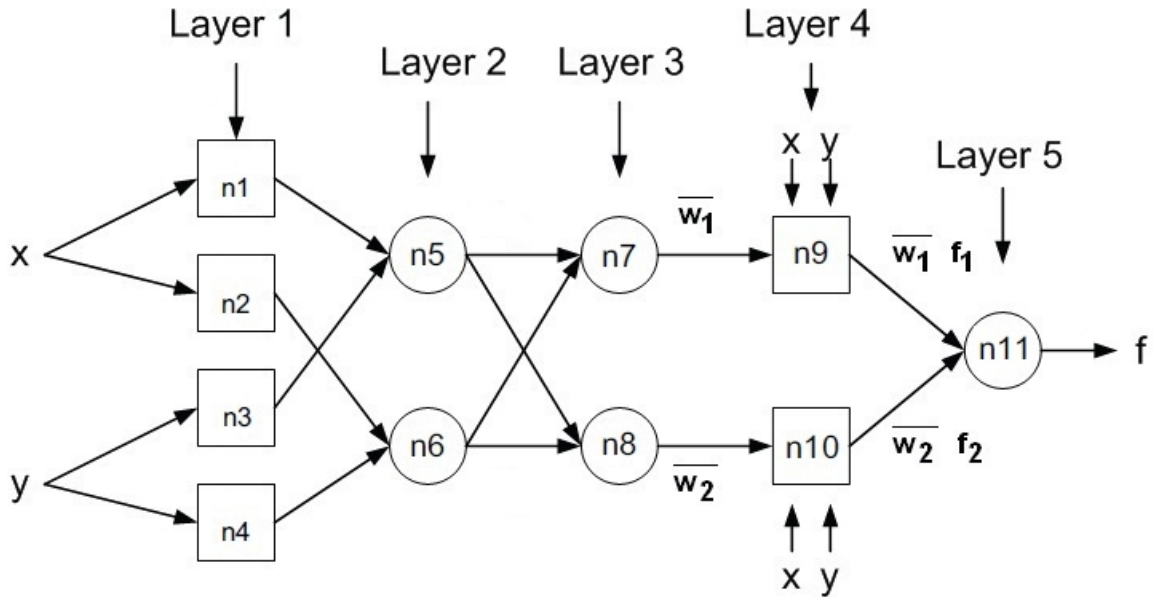 Layer 1
Layer 2
Layer 3
Layer 4
Layer 5
x
y
n1
n2
n3
n4
n5
n6
n7
n8
w̅₁
w̅₂
x y
n9
n10
x y
w̅₁ f₁
w̅₂ f₂
n11
f